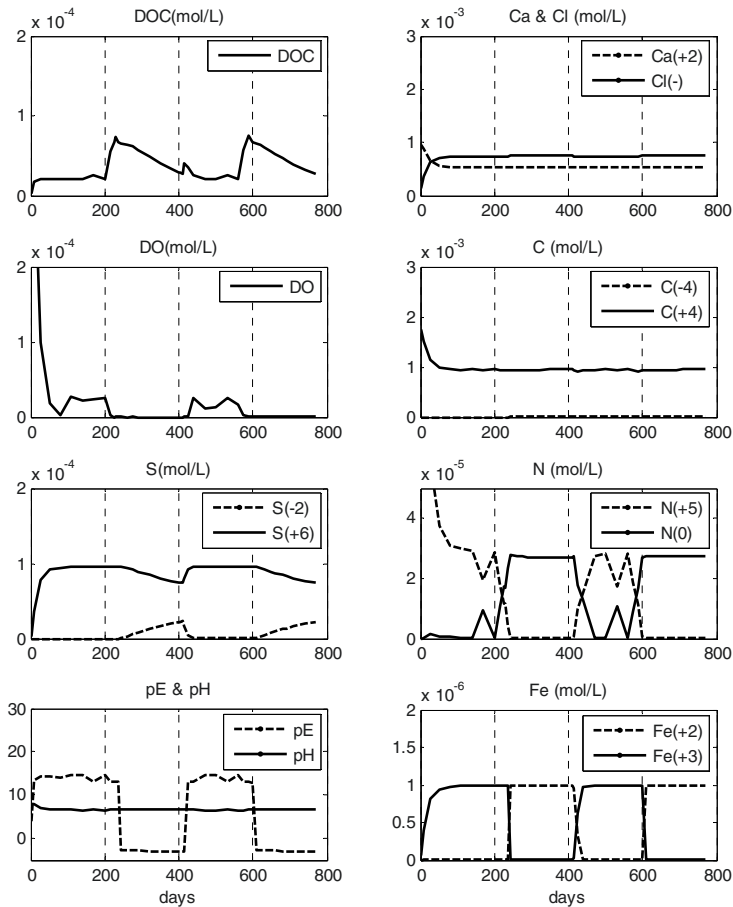 DOC(mol/L)
x 10⁻⁴
2
1
0
0 200 400 600 800
DOC
Ca & Cl (mol/L)
x 10⁻³
3
2
1
0
0 200 400 600 800
Ca(+2)
Cl(-)
DO(mol/L)
x 10⁻⁴
2
1
0
0 200 400 600 800
DO
C (mol/L)
x 10⁻³
3
2
1
0
0 200 400 600 800
C(-4)
C(+4)
S(mol/L)
x 10⁻⁴
2
1
0
0 200 400 600 800
S(-2)
S(+6)
N (mol/L)
x 10⁻⁵
4
2
0
0 200 400 600 800
N(+5)
N(0)
pE & pH
30
20
10
0
0 200 400 600 800
days
pE
pH
Fe (mol/L)
x 10⁻⁶
2
1.5
1
0.5
0
0 200 400 600 800
days
Fe(+2)
Fe(+3)